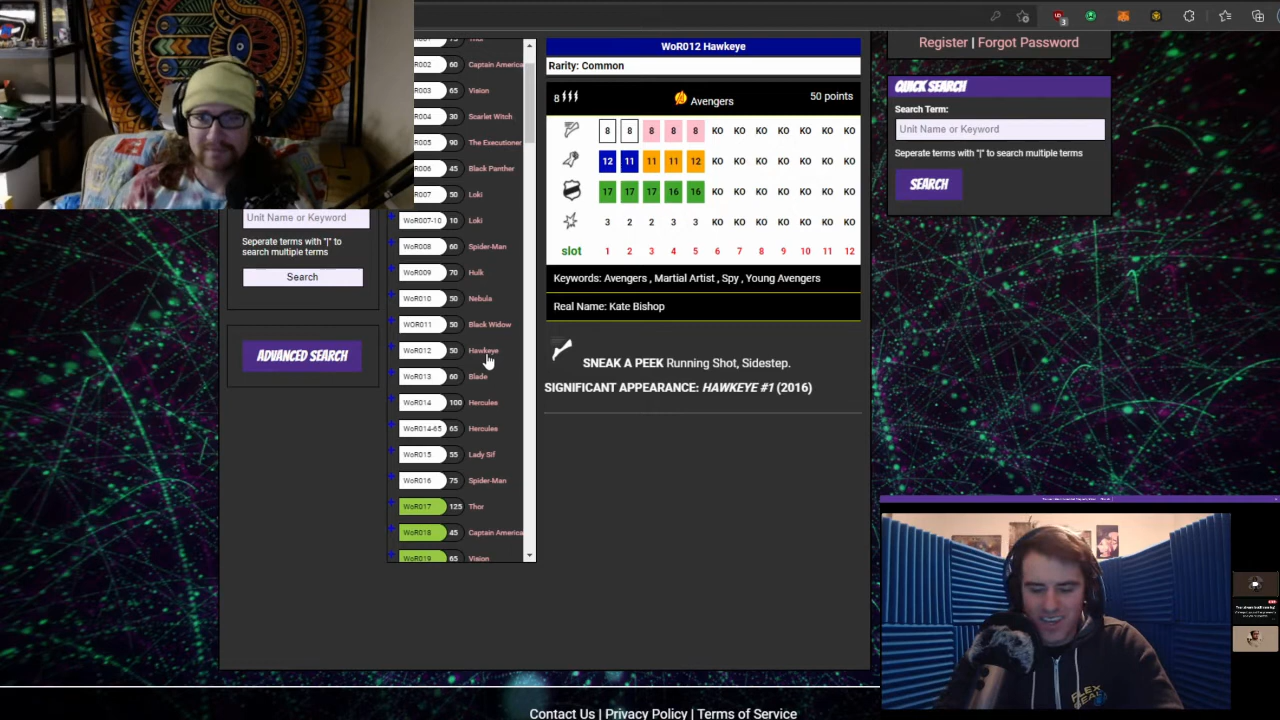 WoR012 Hawkeye
Rarity: Common
8
Avengers
50 points
8 8 8 8 8 KO KO KO KO KO KO KO
12 11 11 11 12 KO KO KO KO KO KO KO
17 17 17 16 16 KO KO KO KO KO KO KO
3 2 2 3 3 KO KO KO KO KO KO KO
slot 1 2 3 4 5 6 7 8 9 10 11 12
Keywords: Avengers , Martial Artist , Spy , Young Avengers
Real Name: Kate Bishop
SNEAK A PEEK Running Shot, Sidestep.
SIGNIFICANT APPEARANCE: HAWKEYE #1 (2016)
R002 60 Captain America
R003 65 Vision
R004 30 Scarlet Witch
R005 90 The Executioner
R006 45 Black Panther
R007 50 Loki
WoR007-10 10 Loki
WoR008 60 Spider-Man
WoR009 70 Hulk
WoR010 50 Nebula
WOR011 50 Black Widow
WoR012 50 Hawkeye
WoR013 60 Blade
WoR014 100 Hercules
WoR014-65 65 Hercules
WoR015 55 Lady Sif
WoR016 75 Spider-Man
WoR017 125 Thor
WoR018 45 Captain America
WoR019 65 Vision
Unit Name or Keyword
Seperate terms with "|" to
search multiple terms
Search
ADVANCED SEARCH
Register | Forgot Password
QUICK SEARCH
Search Term:
Unit Name or Keyword
Seperate terms with "|" to search multiple terms
SEARCH
3
Contact Us | Privacy Policy | Terms of Service